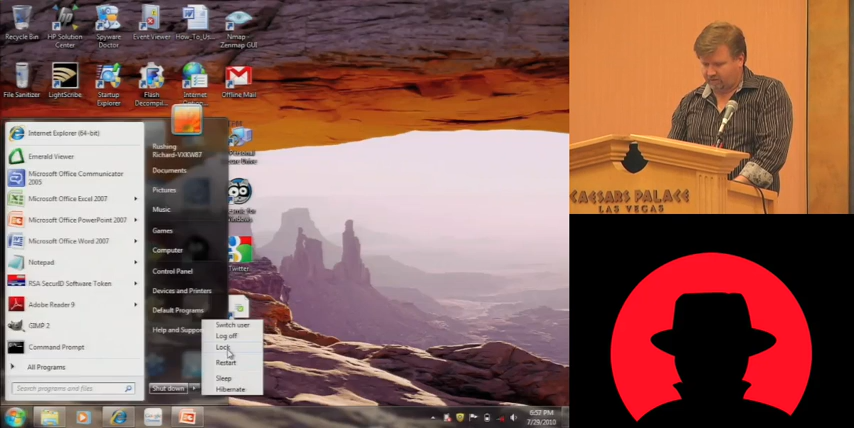 Recycle Bin
HP Solution
Center
Spyware
Doctor
Event Viewer
How_To_Us...
Nmap -
Zenmap GUI
File Sanitizer
LightScribe
Startup
Explorer
Flash
Decompil...
Internet
Offline Mail
Internet Explorer (64-bit)
Emerald Viewer
Microsoft Office Communicator
2005
Microsoft Office Excel 2007
Microsoft Office PowerPoint 2007
Microsoft Office Word 2007
Notepad
RSA SecurID Software Token
Adobe Reader 9
GIMP 2
Command Prompt
All Programs
Search programs and files
Rushing
Documents
Pictures
Music
Games
Computer
Control Panel
Devices and Printers
Default Programs
Help and Support
Shut down
Switch user
Log off
Lock
Restart
Sleep
Hibernate
Windows
Twitter
6:57 PM
7/29/2010
CAESARS PALACE
LAS VEGAS